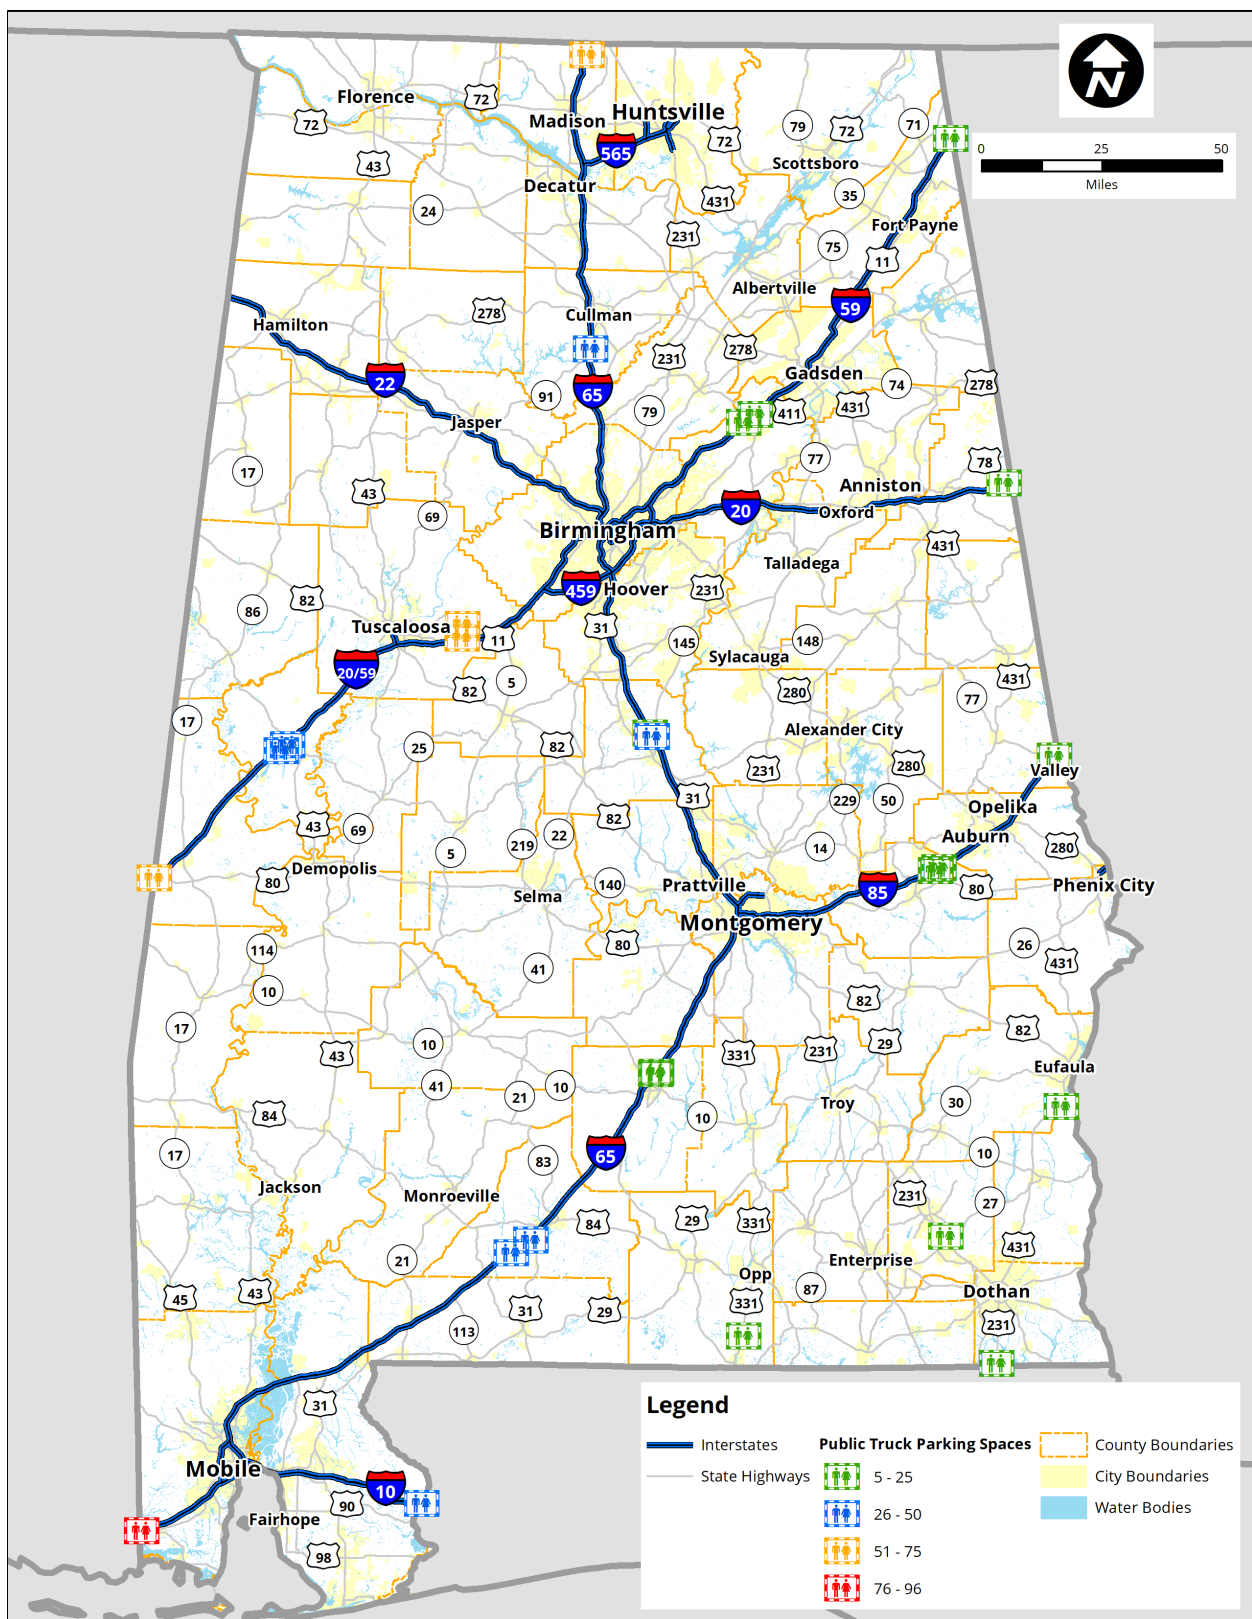 N
0 25 50
Miles
Florence
72
72
43
24
Madison
Huntsville
565
Decatur
72
79
72
71
Scottsboro
35
431
231
75
Fort Payne
11
Albertville
59
278
Cullman
Hamilton
22
65
91
231
278
79
Gadsden
74
278
411
431
Jasper
17
43
69
77
78
Anniston
20
Oxford
Birmingham
431
Talladega
459
Hoover
231
82
86
Tuscaloosa
11
31
145
148
Sylacauga
20/59
82
5
280
431
77
17
25
82
Alexander City
231
280
Valley
31
229
50
Opelika
43
69
82
22
219
5
14
Auburn
280
Demopolis
80
Selma
140
Prattville
85
80
Phenix City
Montgomery
114
80
26
431
10
41
82
17
43
10
331
231
29
82
Eufaula
41
21
10
10
Troy
30
84
17
83
65
10
Jackson
Monroeville
231
27
84
29
331
431
21
Enterprise
Opp
45
43
87
Dothan
331
31
29
231
113
31
Mobile
10
90
Fairhope
98
Legend
Interstates
State Highways
Public Truck Parking Spaces
5 - 25
26 - 50
51 - 75
76 - 96
County Boundaries
City Boundaries
Water Bodies